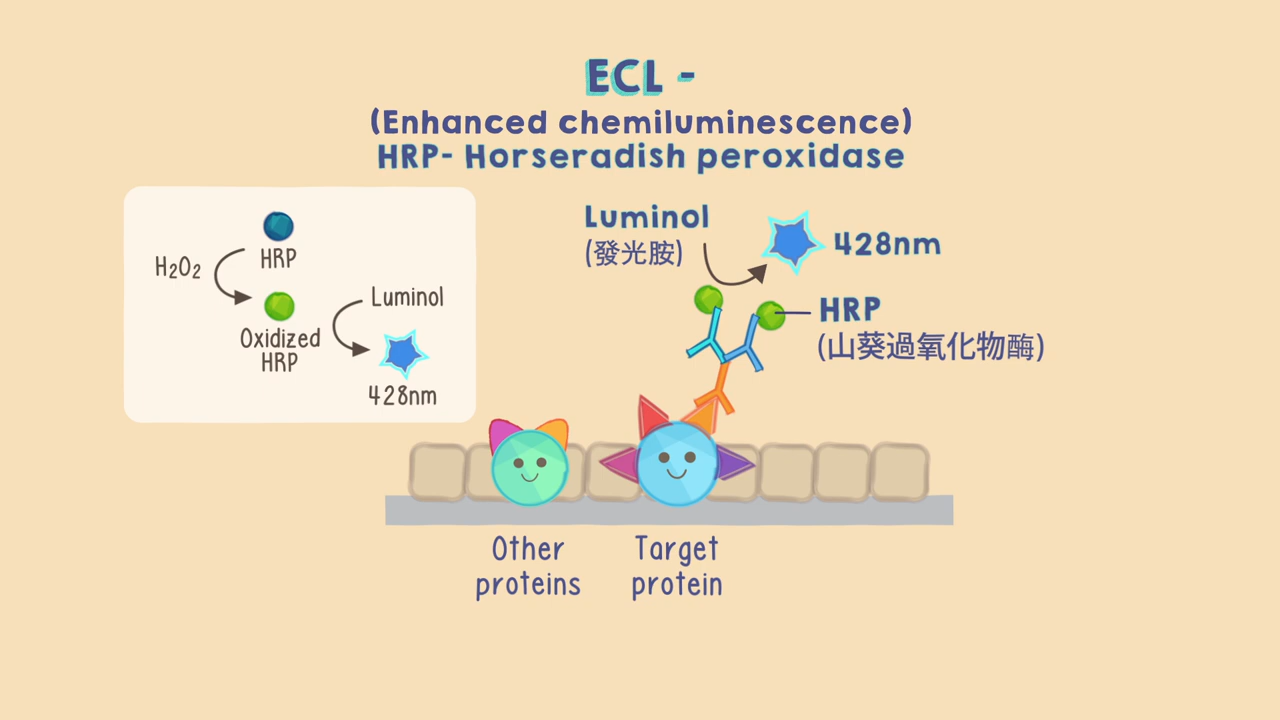 ECL -
(Enhanced chemiluminescence)
HRP- Horseradish peroxidase
HRP
H₂O₂
Luminol
Oxidized
HRP
428nm
Luminol
(發光胺)
428nm
HRP
(山葵過氧化物酶)
Other
proteins
Target
protein